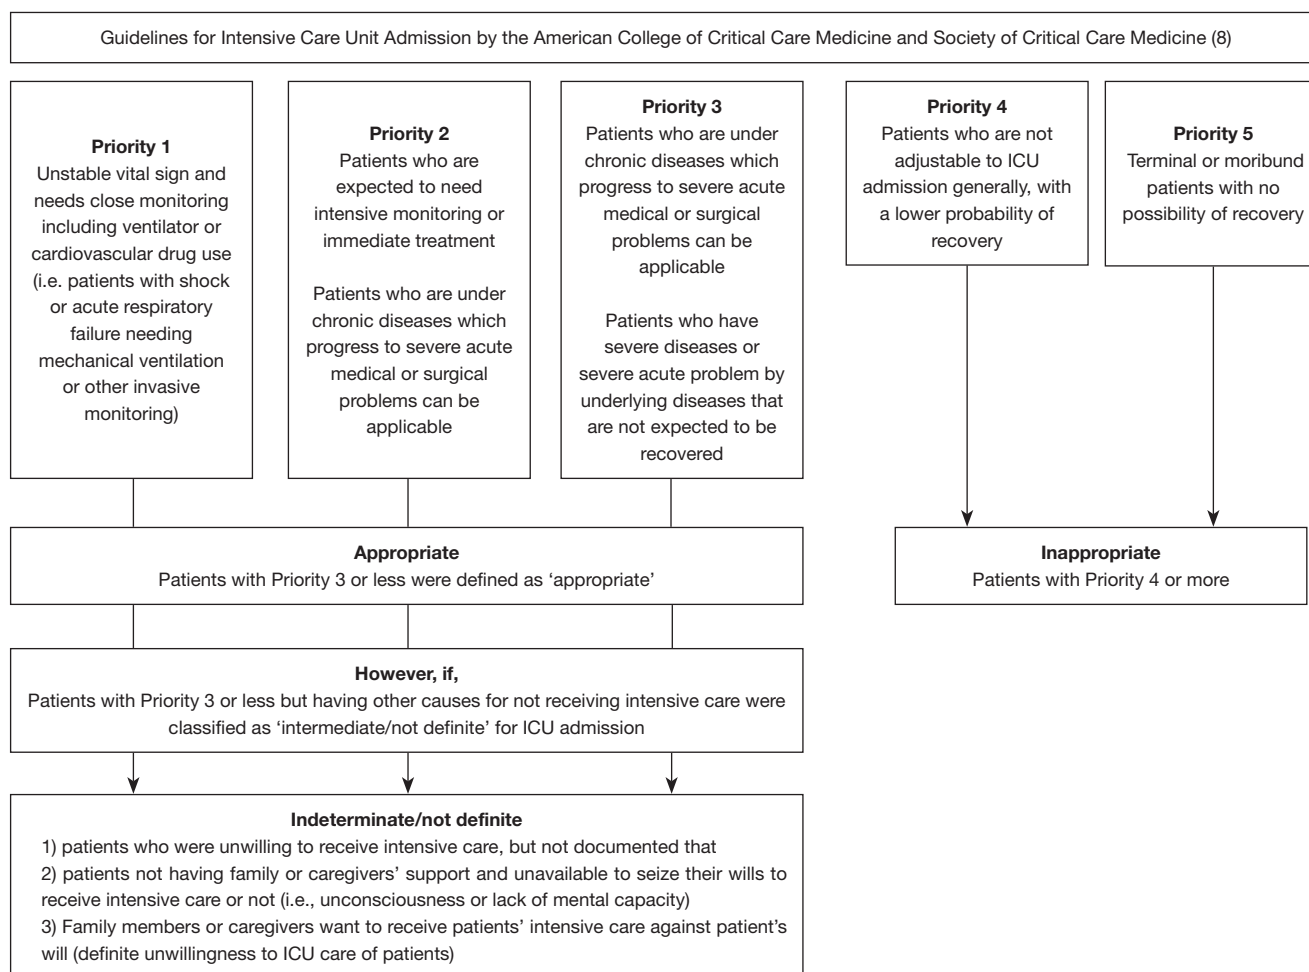 Guidelines for Intensive Care Unit Admission by the American College of Critical Care Medicine and Society of Critical Care Medicine (8)
Priority 1
Unstable vital sign and
needs close monitoring
including ventilator or
cardiovascular drug use
(i.e. patients with shock
or acute respiratory
failure needing
mechanical ventilation
or other invasive
monitoring)
Priority 2
Patients who are
expected to need
intensive monitoring or
immediate treatment
Patients who are under
chronic diseases which
progress to severe acute
medical or surgical
problems can be
applicable
Priority 3
Patients who are under
chronic diseases which
progress to severe acute
medical or surgical
problems can be
applicable
Patients who have
severe diseases or
severe acute problem by
underlying diseases that
are not expected to be
recovered
Priority 4
Patients who are not
adjustable to ICU
admission generally, with
a lower probability of
recovery
Priority 5
Terminal or moribund
patients with no
possibility of recovery
Appropriate
Patients with Priority 3 or less were defined as ‘appropriate’
Inappropriate
Patients with Priority 4 or more
However, if,
Patients with Priority 3 or less but having other causes for not receiving intensive care were
classified as ‘intermediate/not definite’ for ICU admission
Indeterminate/not definite
1) patients who were unwilling to receive intensive care, but not documented that
2) patients not having family or caregivers’ support and unavailable to seize their wills to
receive intensive care or not (i.e., unconsciousness or lack of mental capacity)
3) Family members or caregivers want to receive patients’ intensive care against patient’s
will (definite unwillingness to ICU care of patients)